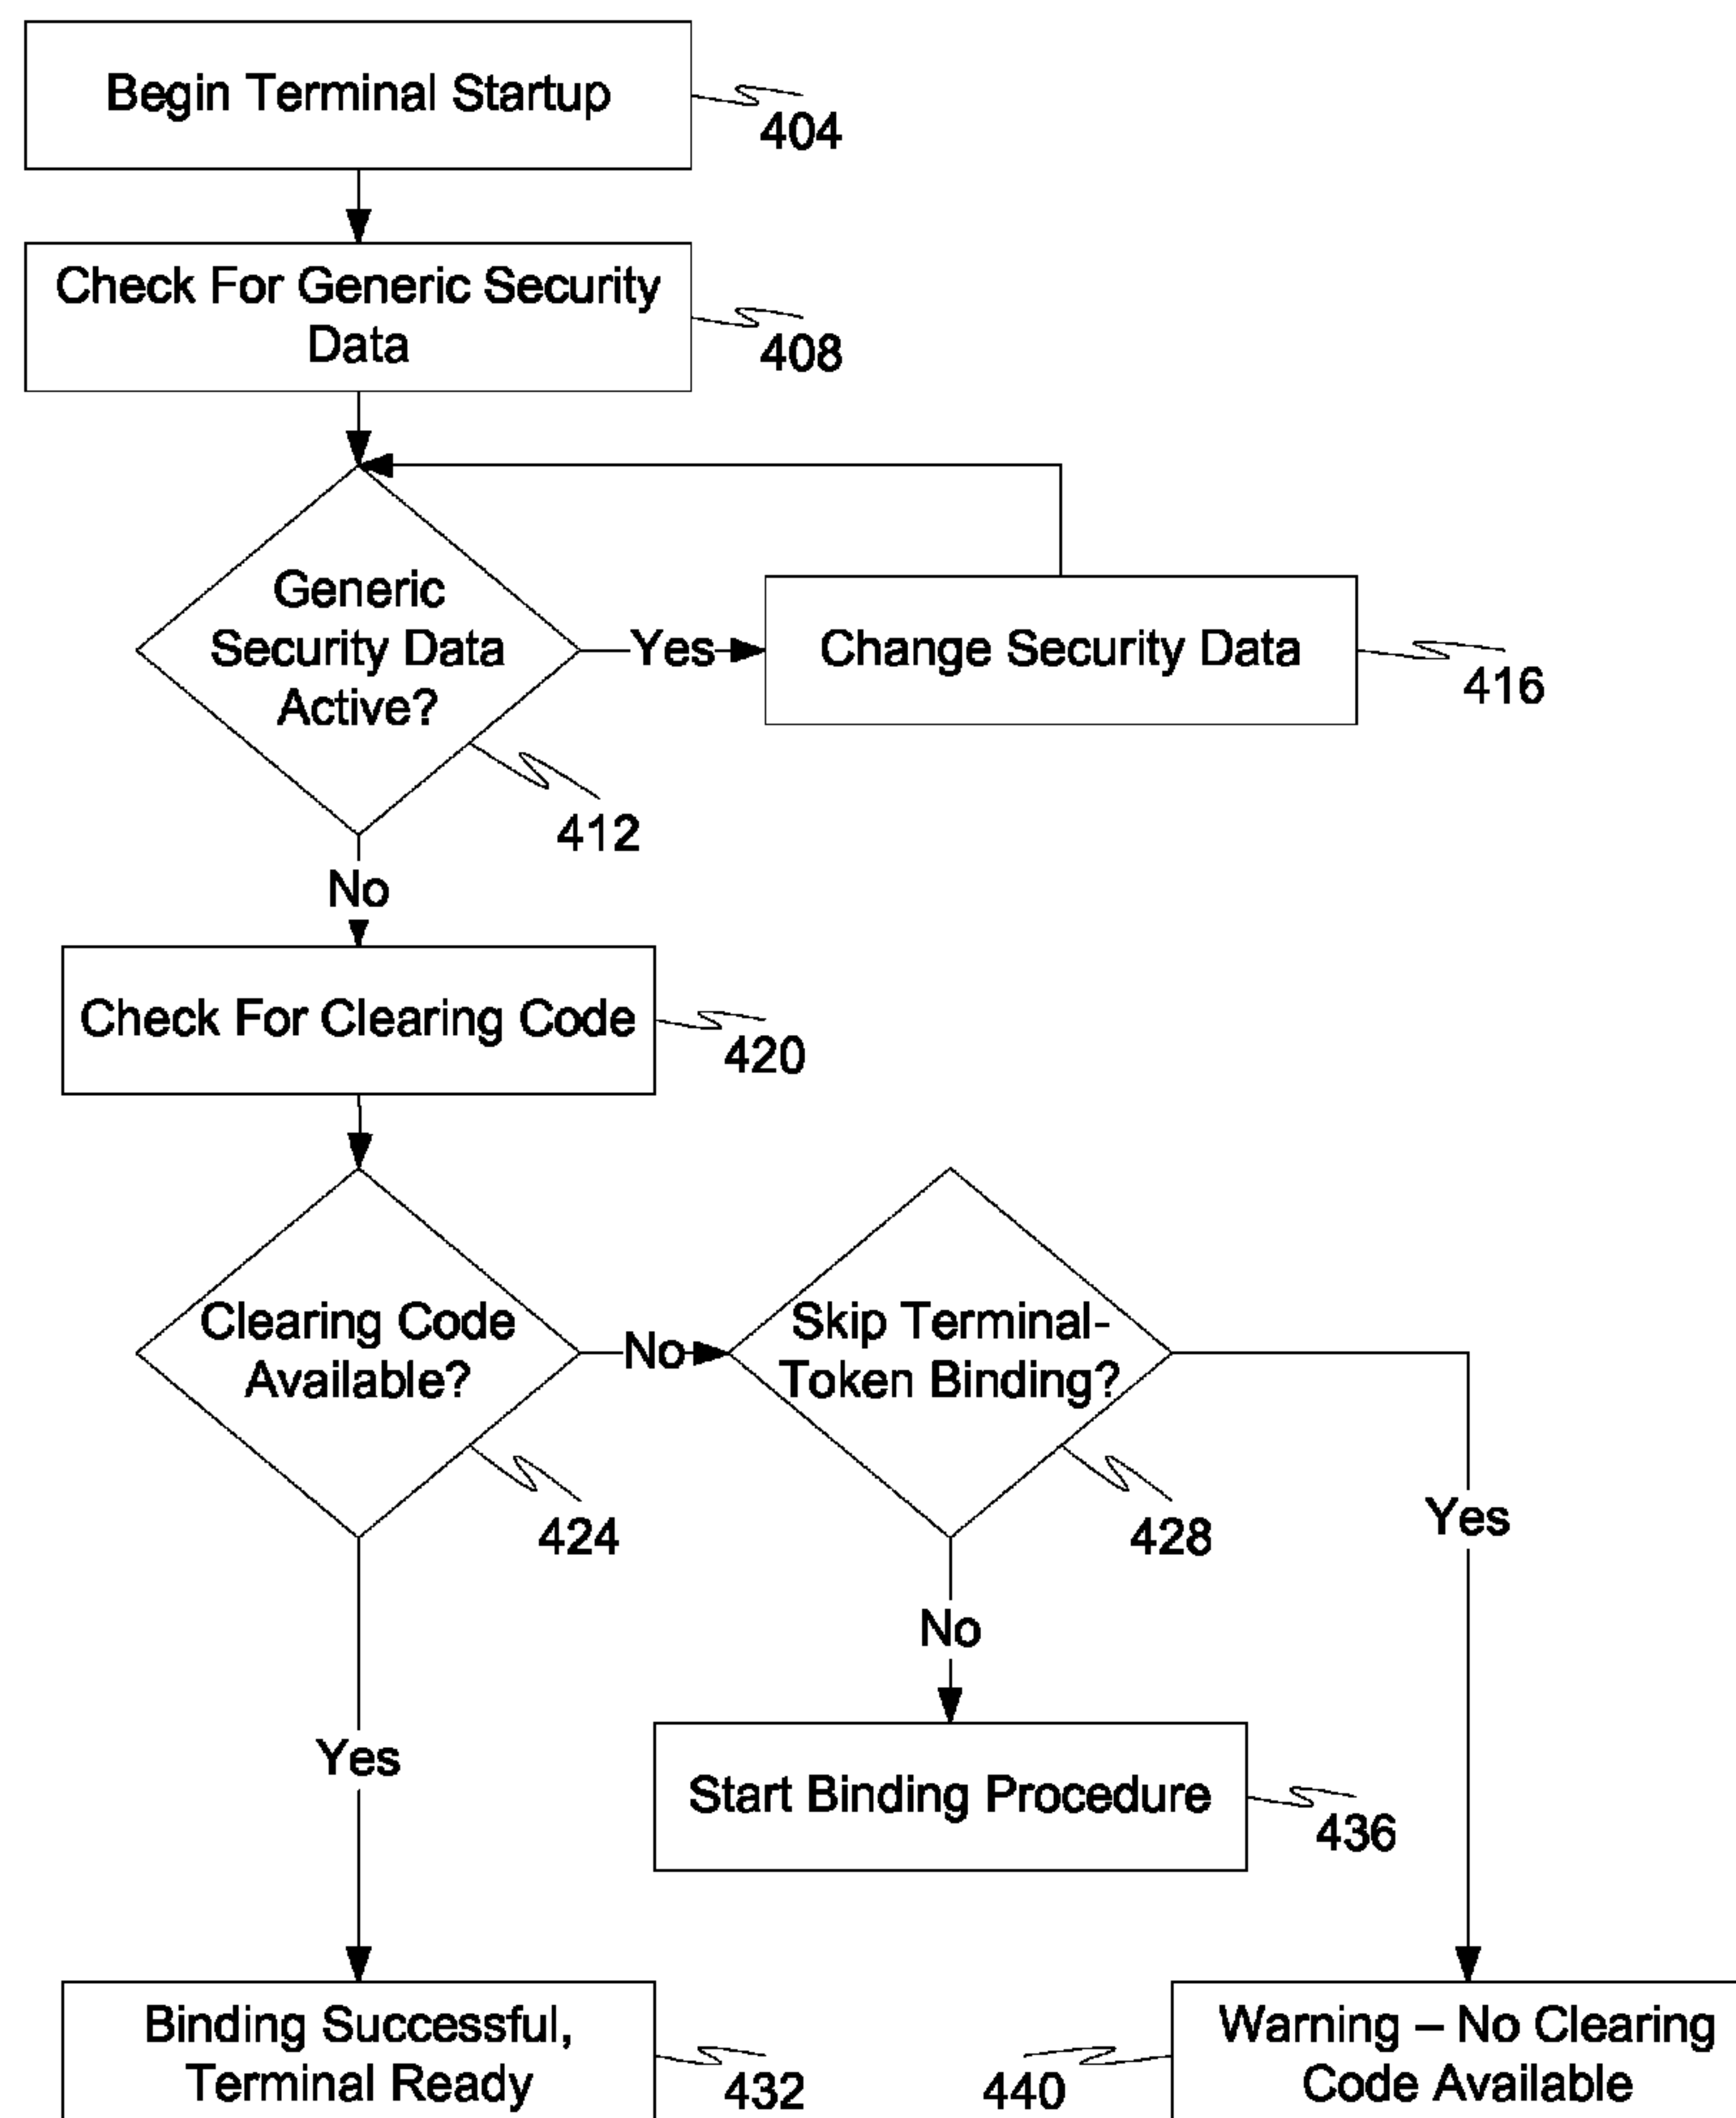 Begin Terminal Startup
404
Check For Generic Security
Data
408
Generic
Security Data
Active?
Yes
Change Security Data
416
412
No
Check For Clearing Code
420
Clearing Code
Available?
No
Skip Terminal-
Token Binding?
424
428
Yes
No
Yes
Start Binding Procedure
436
Binding Successful,
Terminal Ready
432
440
Warning – No Clearing
Code Available